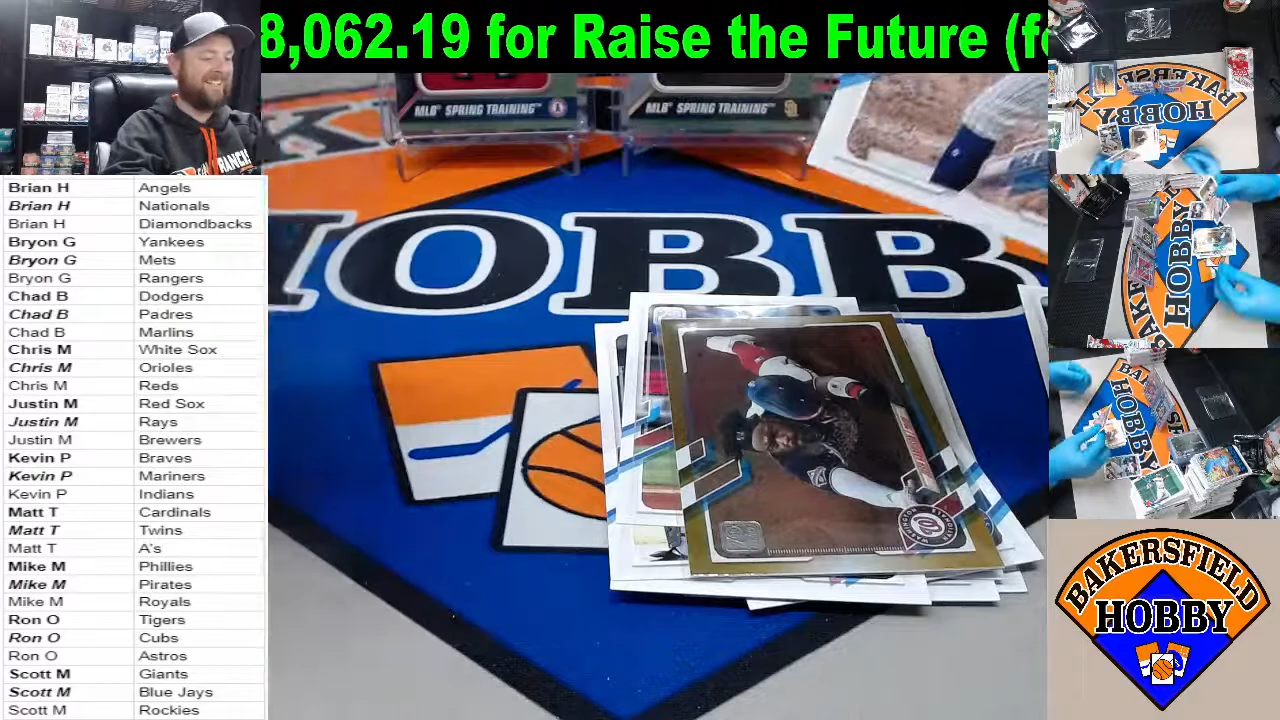 8,062.19 for Raise the Future (fo
MLB SPRING TRAINING
MLB SPRING TRAINING
HOBB
Brian H Angels
Brian H Nationals
Brian H Diamondbacks
Bryon G Yankees
Bryon G Mets
Bryon G Rangers
Chad B Dodgers
Chad B Padres
Chad B Marlins
Chris M White Sox
Chris M Orioles
Chris M Reds
Justin M Red Sox
Justin M Rays
Justin M Brewers
Kevin P Braves
Kevin P Mariners
Kevin P Indians
Matt T Cardinals
Matt T Twins
Matt T A's
Mike M Phillies
Mike M Pirates
Mike M Royals
Ron O Tigers
Ron O Cubs
Ron O Astros
Scott M Giants
Scott M Blue Jays
Scott M Rockies
HOBBY
HOBBY
HOBBY
BAKERSFIELD
HOBBY